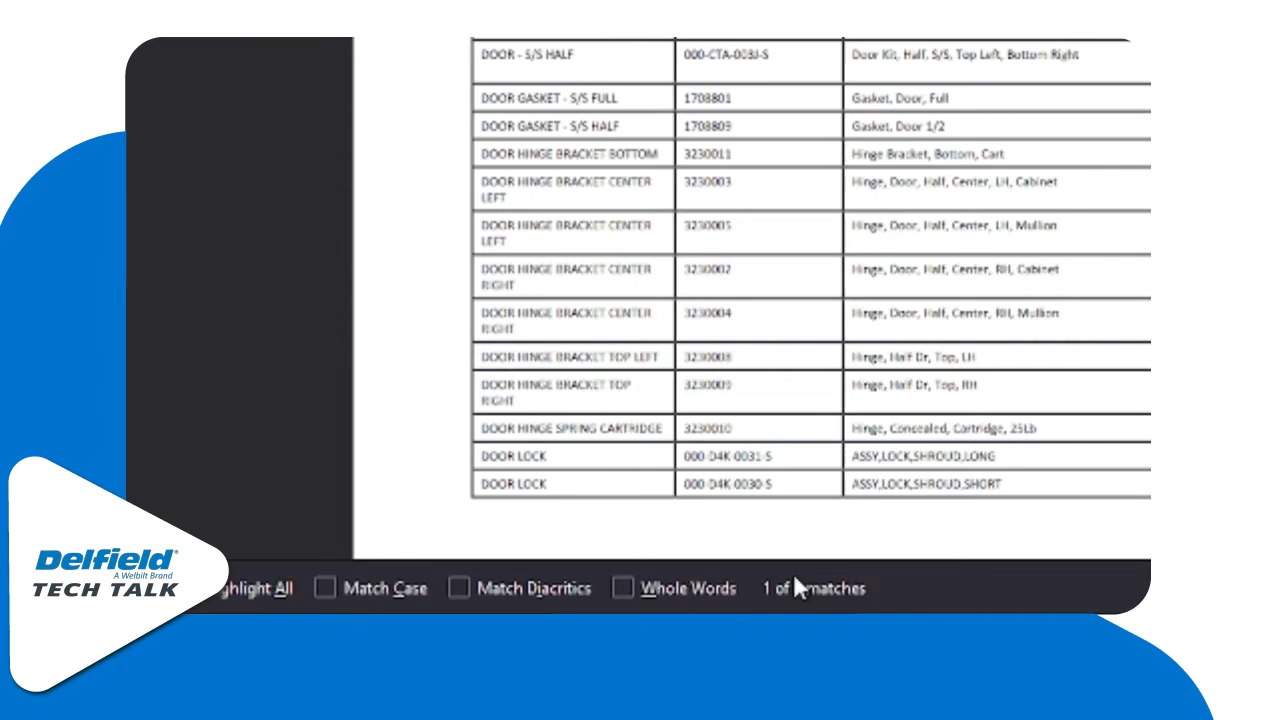 DOOR - S/S HALF 000-CTA-003J-S Door Kit, Half, S/S, Top Left, Bottom Right
DOOR GASKET - S/S FULL 1708801 Gasket, Door, Full
DOOR GASKET - S/S HALF 1708809 Gasket, Door 1/2
DOOR HINGE BRACKET BOTTOM 3230011 Hinge Bracket, Bottom, Cart
DOOR HINGE BRACKET CENTER 3230003 Hinge, Door, Half, Center, LH, Cabinet
LEFT
DOOR HINGE BRACKET CENTER 3230005 Hinge, Door, Half, Center, LH, Mullion
LEFT
DOOR HINGE BRACKET CENTER 3230002 Hinge, Door, Half, Center, RH, Cabinet
RIGHT
DOOR HINGE BRACKET CENTER 3230004 Hinge, Door, Half, Center, RH, Mullion
RIGHT
DOOR HINGE BRACKET TOP LEFT 3230008 Hinge, Half Dr, Top, LH
DOOR HINGE BRACKET TOP 3230009 Hinge, Half Dr, Top, RH
RIGHT
DOOR HINGE SPRING CARTRIDGE 3230010 Hinge, Concealed, Cartridge, 25Lb
DOOR LOCK 000-D4K-0031-S ASSY,LOCK,SHROUD,LONG
DOOR LOCK 000-D4K-0030-S ASSY,LOCK,SHROUD,SHORT
Delfield®
A Welbilt Brand
TECH TALK
ghlight All Match Case Match Diacritics Whole Words 1 of matches